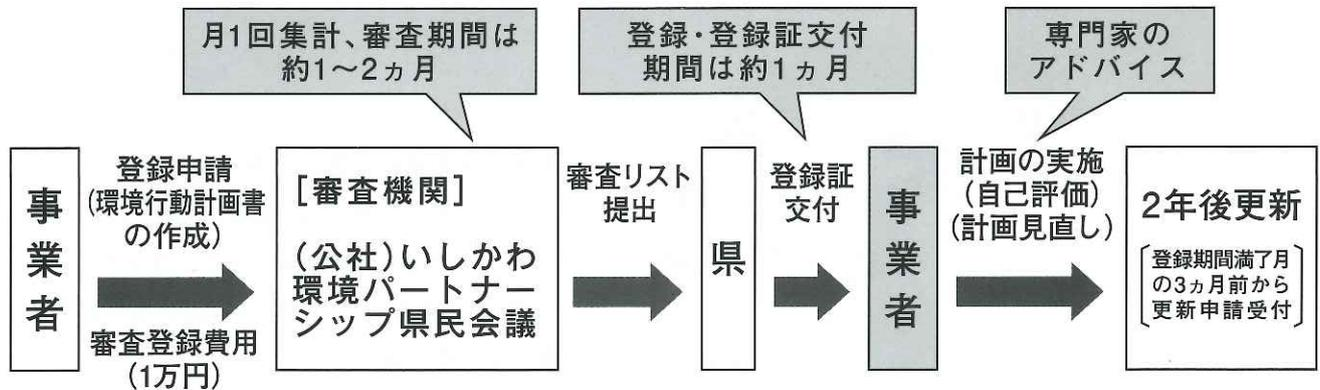 月1回集計、審査期間は
約1～2ヵ月
登録・登録証交付
期間は約1ヵ月
専門家の
アドバイス
事業者
登録申請
(環境行動計画書
の作成)
審査登録費用
(1万円)
[審査機関]
(公社)いしかわ
環境パートナー
シップ県民会議
審査リスト
提出
県
登録証
交付
事業者
計画の実施
(自己評価)
(計画見直し)
2年後更新
登録期間満了月
の3ヵ月前から
更新申請受付